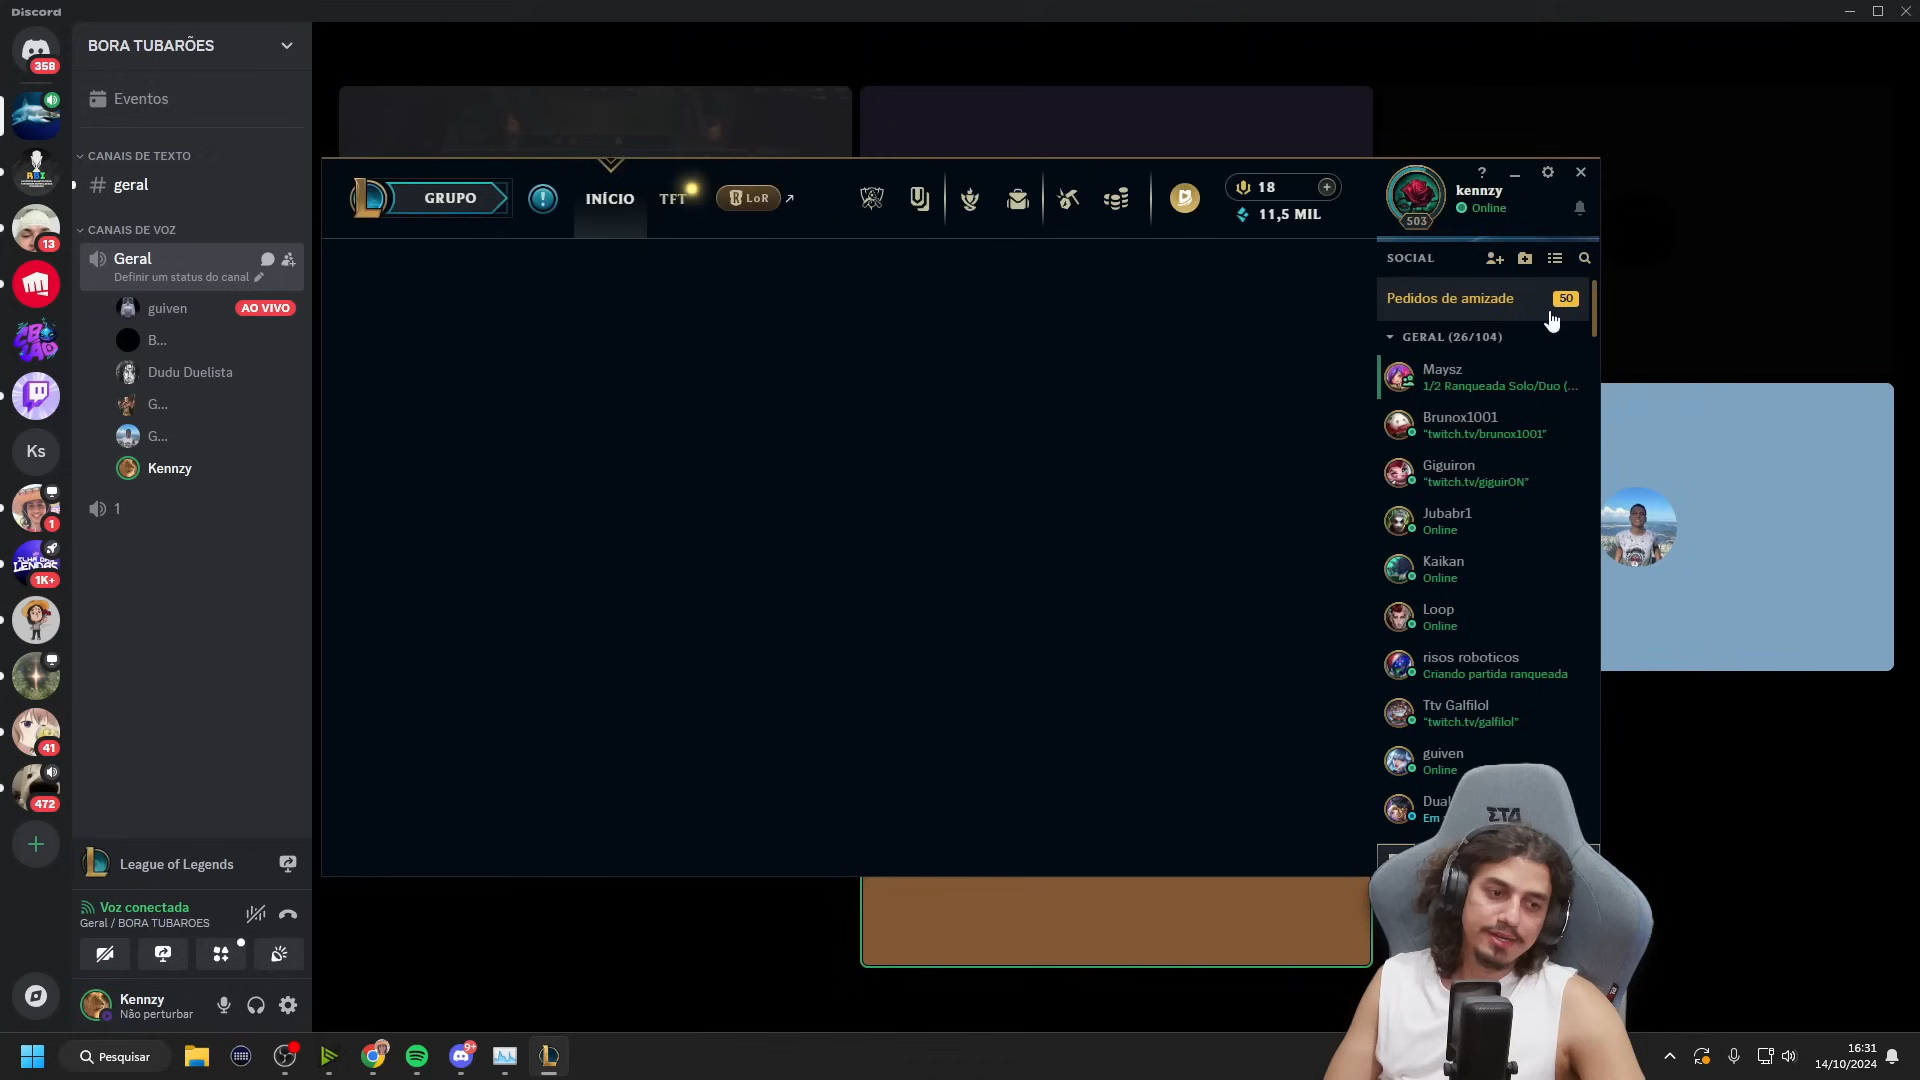 Discord
358
BORA TUBARÕES
Eventos
CANAIS DE TEXTO
geral
CANAIS DE VOZ
Geral
Definir um status do canal
guiven
AO VIVO
B...
Dudu Duelista
G...
G...
Kennzy
1
13
Ks
1
1K+
41
472
League of Legends
Voz conectada
Geral / BORA TUBAROES
Kennzy
Não perturbar
GRUPO
INÍCIO
TFT
LoR
18
11,5 MIL
503
kennzy
Online
SOCIAL
Pedidos de amizade
50
GERAL (26/104)
Maysz
1/2 Ranqueada Solo/Duo (...
Brunox1001
“twitch.tv/brunox1001”
Giguiron
“twitch.tv/giguirON”
Jubabr1
Online
Kaikan
Online
Loop
Online
risos roboticos
Criando partida ranqueada
Ttv Galfilol
“twitch.tv/galfilol”
guiven
Online
Dual
Em
Pesquisar
9+
16:31
14/10/2024